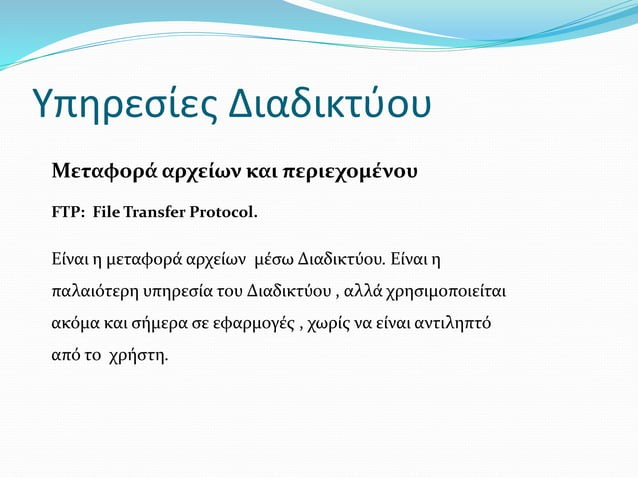 Υπηρεσίες Διαδικτύου
Μεταφορά αρχείων και περιεχομένου
FTP: File Transfer Protocol.
Είναι η μεταφορά αρχείων μέσω Διαδικτύου. Είναι η
παλαιότερη υπηρεσία του Διαδικτύου , αλλά χρησιμοποιείται
ακόμα και σήμερα σε εφαρμογές , χωρίς να είναι αντιληπτό
από το χρήστη.